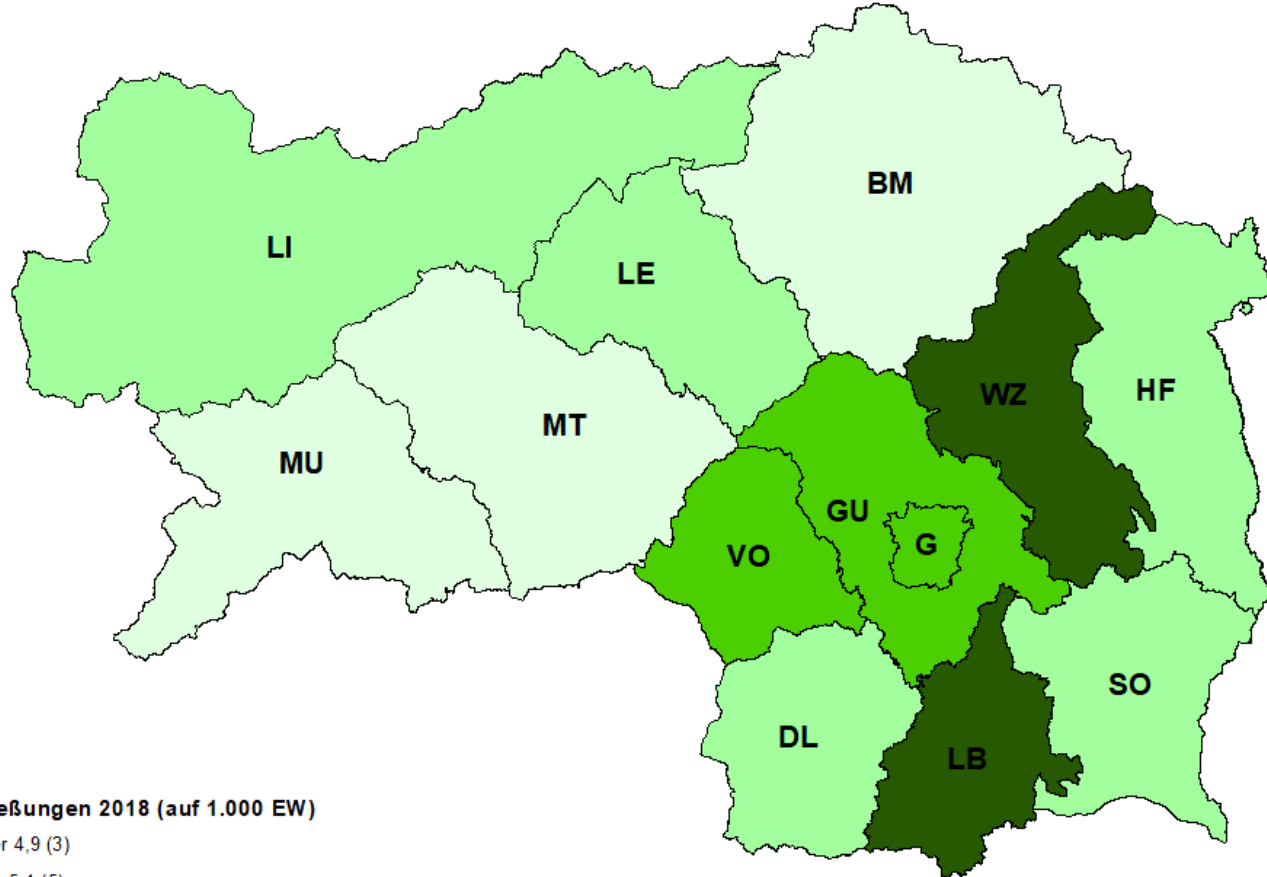 BM
LI
LE
HF
WZ
MT
MU
GU
G
VO
SO
DL
LB
eßungen 2018 (auf 1.000 EW)
r 4,9 (3)